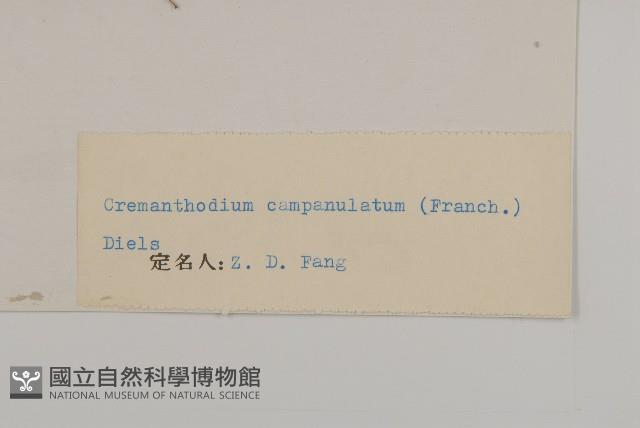 Cremanthodium campanulatum (Franch.)
Diels
定名人: Z. D. Fang
國立自然科學博物館
NATIONAL MUSEUM OF NATURAL SCIENCE